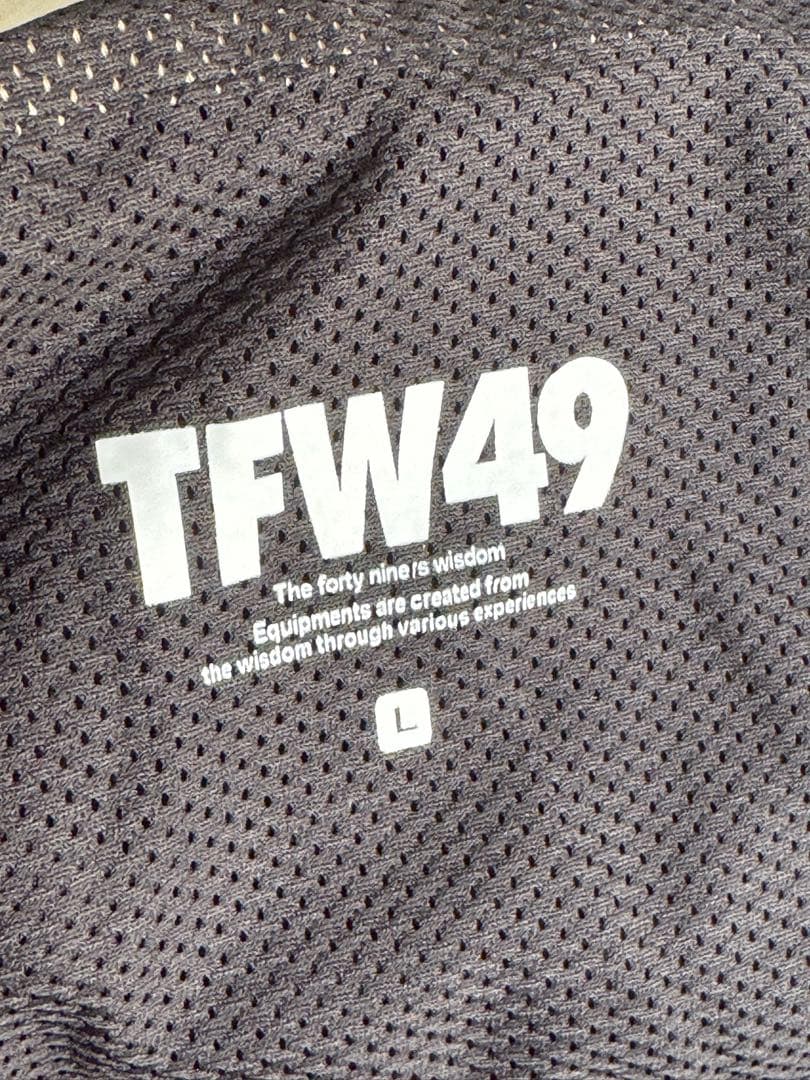 TFW49
The forty niners wisdom
Equipments are created from
the wisdom through various experiences
L